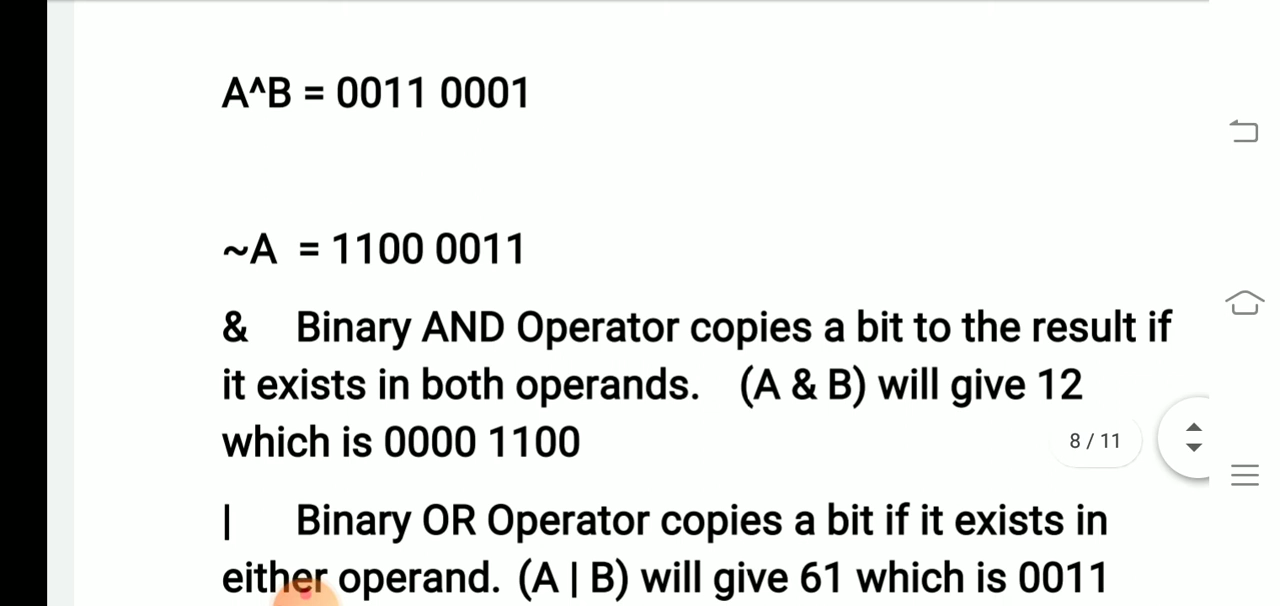 A^B = 0011 0001
~A = 1100 0011
& Binary AND Operator copies a bit to the result if
it exists in both operands. (A & B) will give 12
which is 0000 1100
8 / 11
| Binary OR Operator copies a bit if it exists in
either operand. (A | B) will give 61 which is 0011